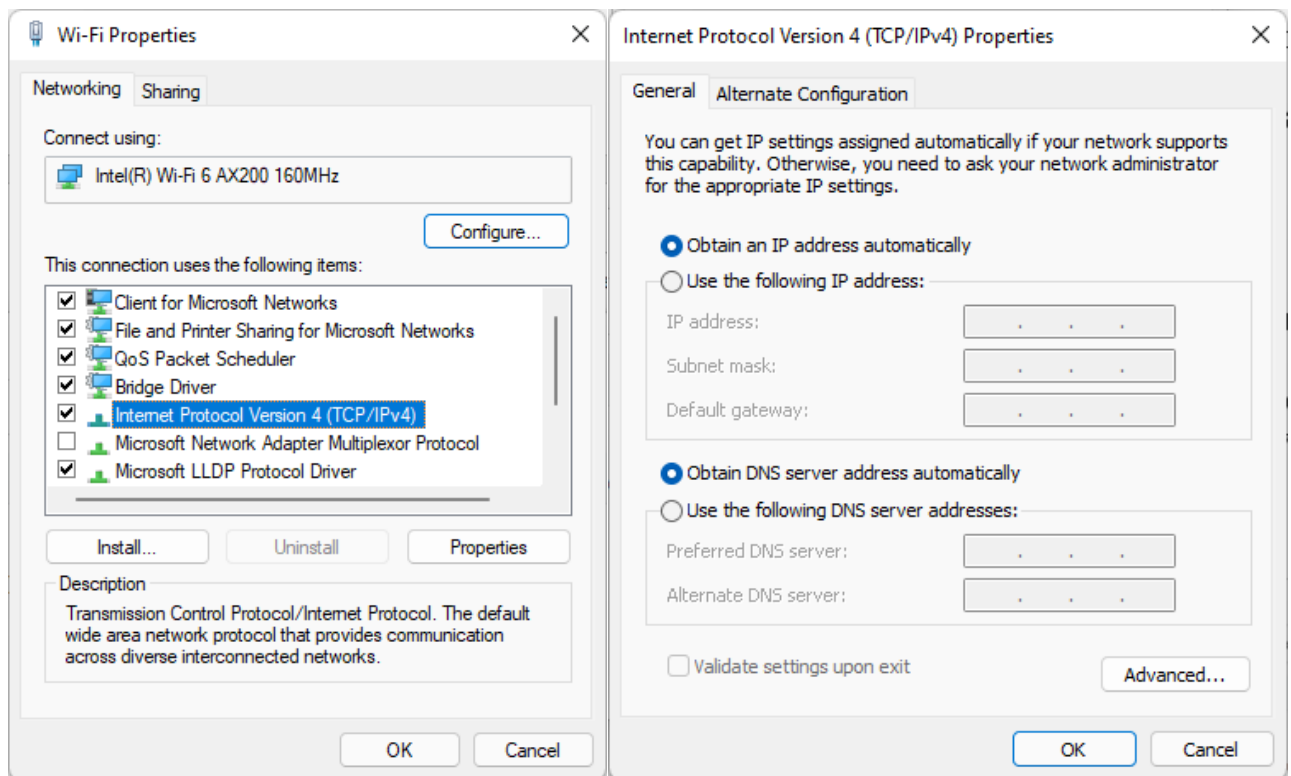 Wi-Fi Properties
Networking
Sharing
Connect using:
Intel(R) Wi-Fi 6 AX200 160MHz
Configure...
This connection uses the following items:
Client for Microsoft Networks
File and Printer Sharing for Microsoft Networks
QoS Packet Scheduler
Bridge Driver
Internet Protocol Version 4 (TCP/IPv4)
Microsoft Network Adapter Multiplexor Protocol
Microsoft LLDP Protocol Driver
Install...
Uninstall
Properties
Description
Transmission Control Protocol/Internet Protocol. The default
wide area network protocol that provides communication
across diverse interconnected networks.
OK
Cancel
Internet Protocol Version 4 (TCP/IPv4) Properties
General
Alternate Configuration
You can get IP settings assigned automatically if your network supports
this capability. Otherwise, you need to ask your network administrator
for the appropriate IP settings.
Obtain an IP address automatically
Use the following IP address:
IP address:
. . .
Subnet mask:
. . .
Default gateway:
. . .
Obtain DNS server address automatically
Use the following DNS server addresses:
Preferred DNS server:
. . .
Alternate DNS server:
. . .
Validate settings upon exit
Advanced...
OK
Cancel